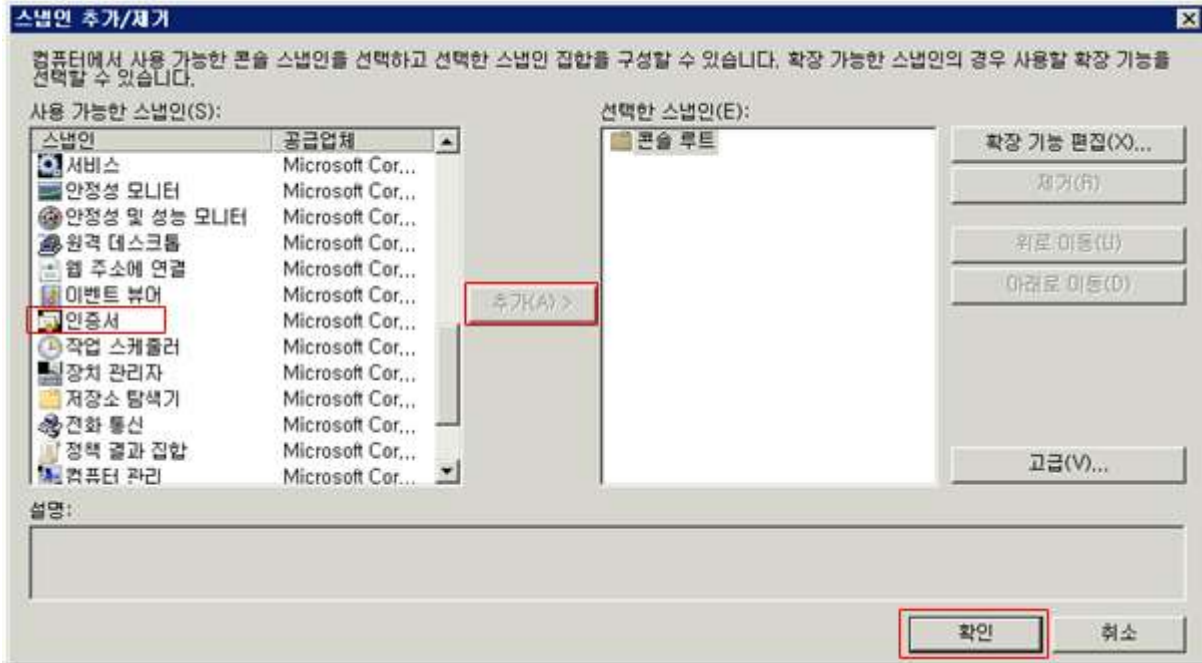 스냅인 추가/제거
컴퓨터에서 사용 가능한 콘솔 스냅인을 선택하고 선택한 스냅인 집합을 구성할 수 있습니다. 확장 가능한 스냅인의 경우 사용할 확장 기능을
선택할 수 있습니다.
사용 가능한 스냅인(S):
스냅인 공급업체
서비스 Microsoft Cor...
안정성 모니터 Microsoft Cor...
안정성 및 성능 모니터 Microsoft Cor...
원격 데스크톱 Microsoft Cor...
웹 주소에 연결 Microsoft Cor...
이벤트 뷰어 Microsoft Cor...
인증서 Microsoft Cor...
작업 스케줄러 Microsoft Cor...
장치 관리자 Microsoft Cor...
저장소 탐색기 Microsoft Cor...
전화 통신 Microsoft Cor...
정책 결과 집합 Microsoft Cor...
컴퓨터 관리 Microsoft Cor...
추가(A) >
선택한 스냅인(E):
콘솔 루트
확장 기능 편집(X)...
제거(R)
위로 이동(U)
아래로 이동(D)
고급(V)...
설명:
확인
취소